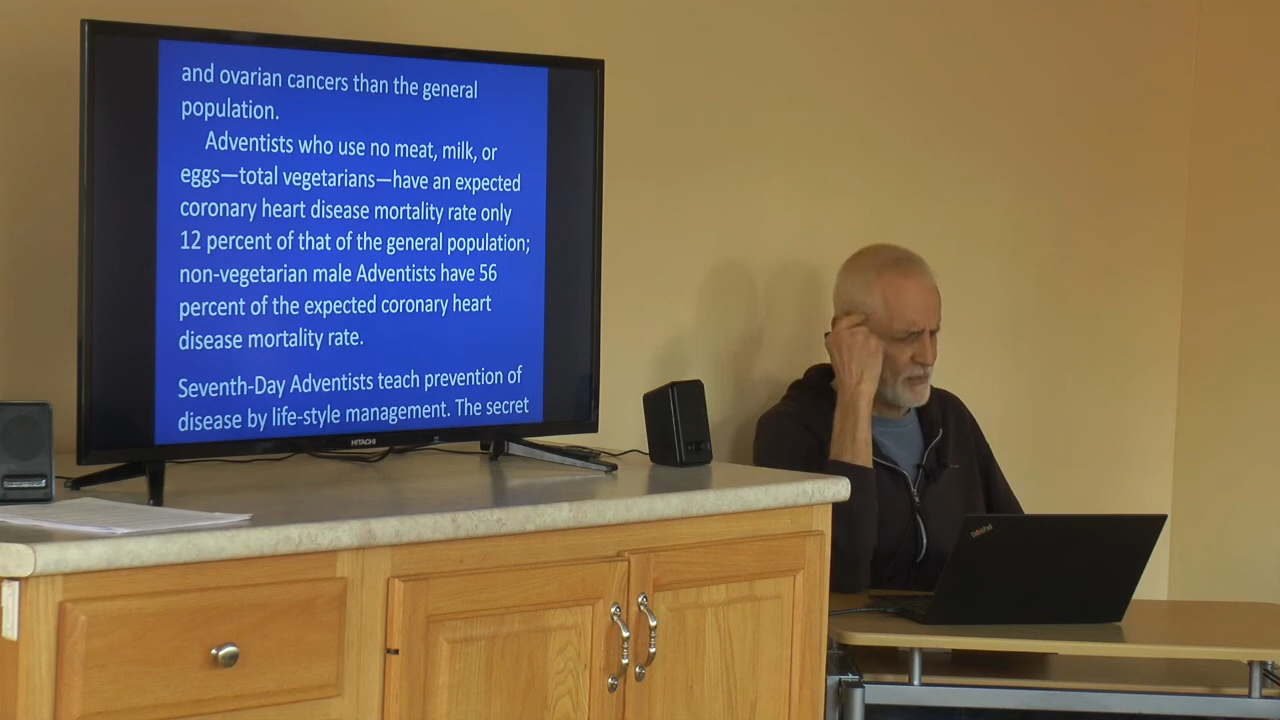 and ovarian cancers than the general
population.
Adventists who use no meat, milk, or
eggs—total vegetarians—have an expected
coronary heart disease mortality rate only
12 percent of that of the general population;
non-vegetarian male Adventists have 56
percent of the expected coronary heart
disease mortality rate.
Seventh-Day Adventists teach prevention of
disease by life-style management. The secret
HITACHI
ThinkPad